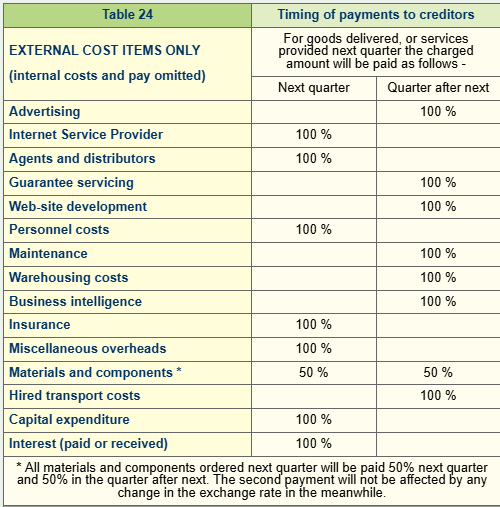 Table 24
Timing of payments to creditors
EXTERNAL COST ITEMS ONLY
(internal costs and pay omitted)
For goods delivered, or services
provided next quarter the charged
amount will be paid as follows -
Next quarter
Quarter after next
Advertising 100 %
Internet Service Provider 100 %
Agents and distributors 100 %
Guarantee servicing 100 %
Web-site development 100 %
Personnel costs 100 %
Maintenance 100 %
Warehousing costs 100 %
Business intelligence 100 %
Insurance 100 %
Miscellaneous overheads 100 %
Materials and components * 50 % 50 %
Hired transport costs 100 %
Capital expenditure 100 %
Interest (paid or received) 100 %
* All materials and components ordered next quarter will be paid 50% next quarter
and 50% in the quarter after next. The second payment will not be affected by any
change in the exchange rate in the meanwhile.